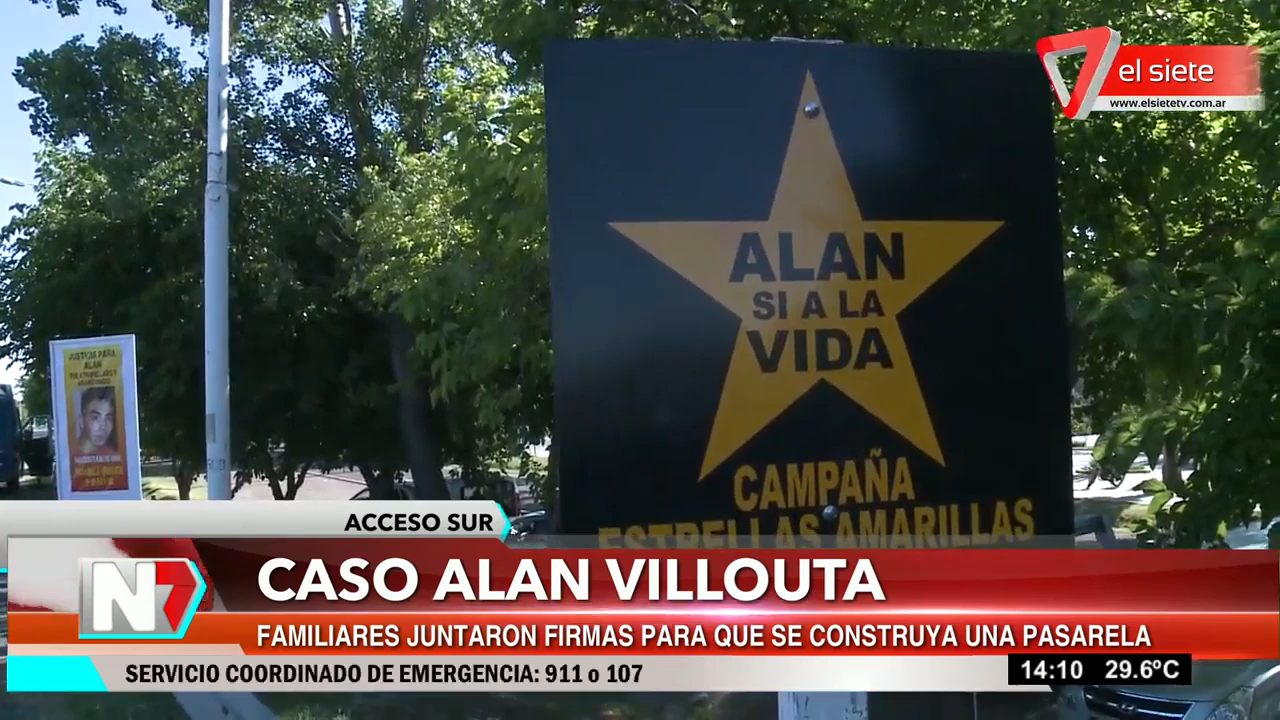 el siete
www.elsietetv.com.ar
ALAN
SI A LA
VIDA
CAMPAÑA
ESTRELLAS AMARILLAS
JUSTICIA PARA
ALAN
ACCESO SUR
N7
CASO ALAN VILLOUTA
FAMILIARES JUNTARON FIRMAS PARA QUE SE CONSTRUYA UNA PASARELA
SERVICIO COORDINADO DE EMERGENCIA: 911 o 107
14:10 29.6ºC